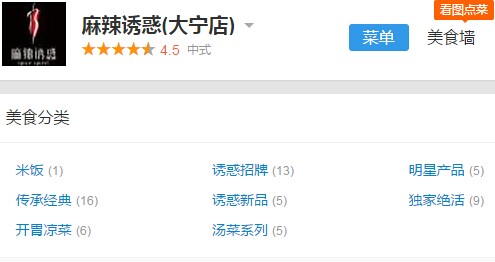 看图点菜
麻辣诱惑
麻辣诱惑(大宁店)
4.5 中式
菜单 美食墙
美食分类
米饭 (1) 诱惑招牌 (13) 明星产品 (5)
传承经典 (16) 诱惑新品 (5) 独家绝活 (9)
开胃凉菜 (6) 汤菜系列 (5)